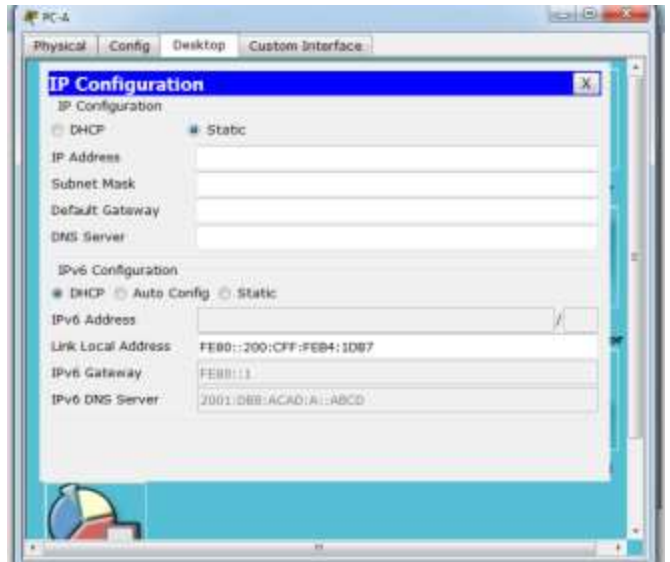 PC-A
Physical Config Desktop Custom Interface
IP Configuration X
IP Configuration
DHCP Static
IP Address
Subnet Mask
Default Gateway
DNS Server
IPv6 Configuration
DHCP Auto Config Static
IPv6 Address /
Link Local Address FE80::200:CFF:FEB4:1DB7
IPv6 Gateway FE80::1
IPv6 DNS Server 2001:DB8:ACAD:A::ABCD